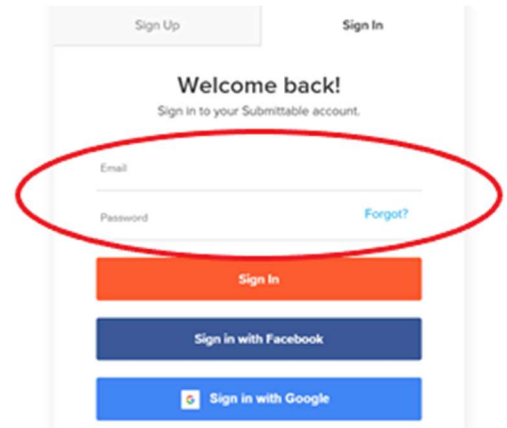 Sign Up Sign In
Welcome back!
Sign in to your Submittable account.
Email
Password Forgot?
Sign In
Sign in with Facebook
G Sign in with Google